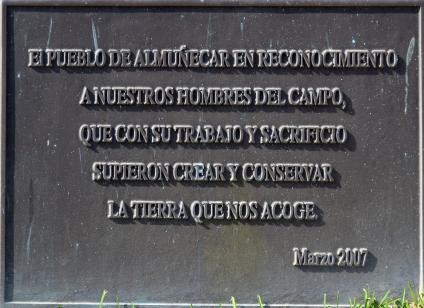 El PUEBLO DE ALMUÑECAR EN RECONOCIMIENTO
A NUESTROS HOMBRES DEL CAMPO,
QUE CON SU TRABAJO Y SACRIFICIO
SUPIERON CREAR Y CONSERVAR
LA TIERRA QUE NOS ACOGE.
Marzo 2007